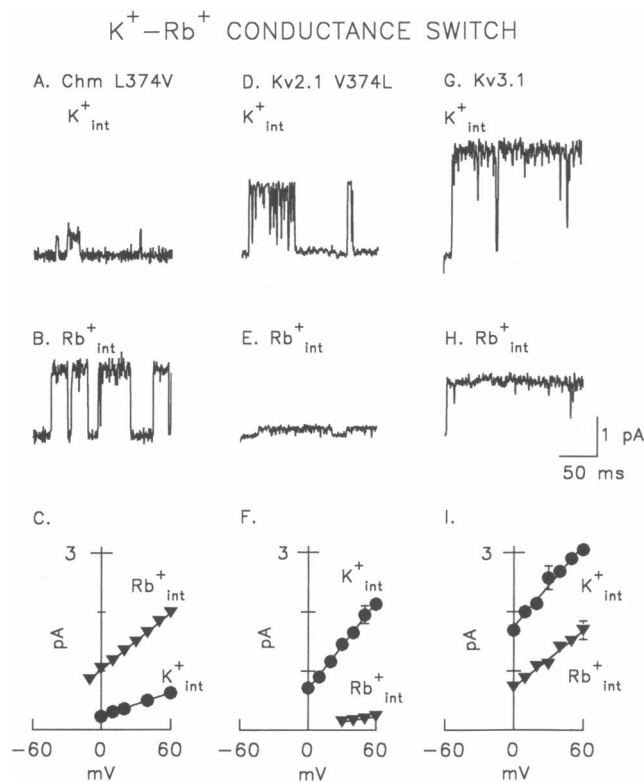 K⁺–Rb⁺ CONDUCTANCE SWITCH
A. Chm L374V
K⁺int
D. Kv2.1 V374L
K⁺int
G. Kv3.1
K⁺int
B. Rb⁺int
E. Rb⁺int
H. Rb⁺int
1 pA
50 ms
C.
3
pA
Rb⁺int
K⁺int
−60 0 60
mV
F.
3
pA
K⁺int
Rb⁺int
−60 0 60
mV
I.
3
pA
K⁺int
Rb⁺int
−60 0 60
mV